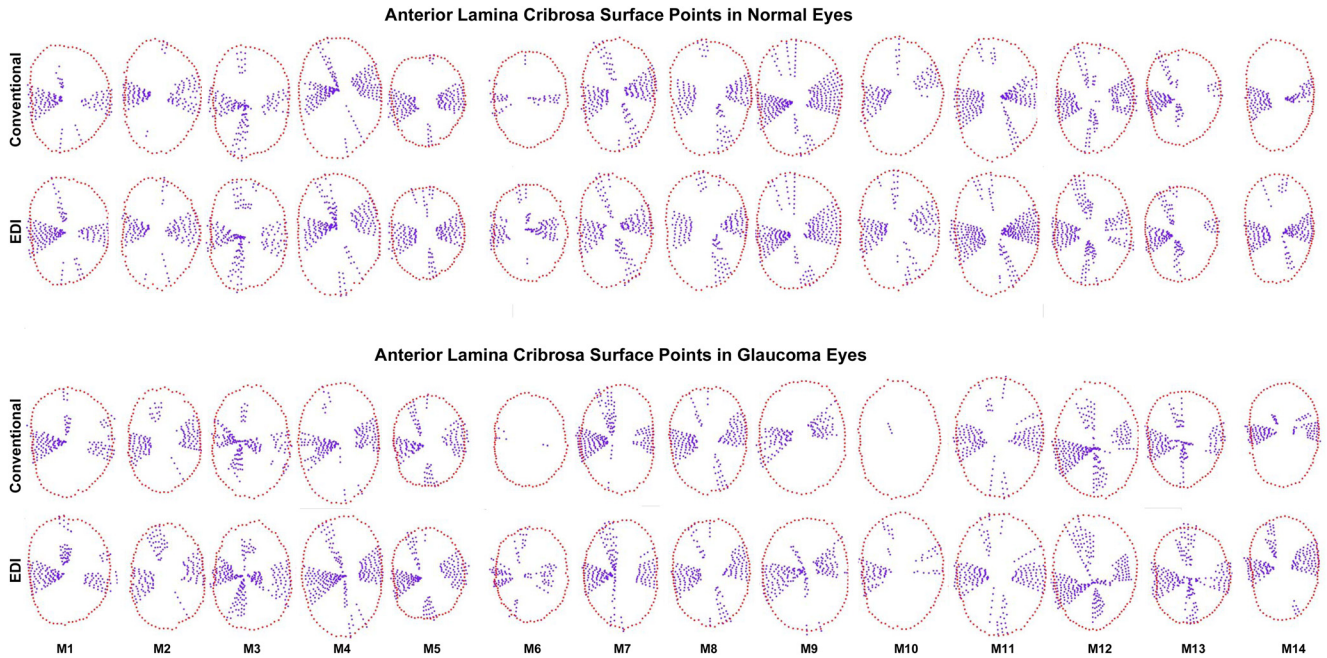 Anterior Lamina Cribrosa Surface Points in Normal Eyes
Conventional
EDI
Anterior Lamina Cribrosa Surface Points in Glaucoma Eyes
Conventional
EDI
M1 M2 M3 M4 M5 M6 M7 M8 M9 M10 M11 M12 M13 M14